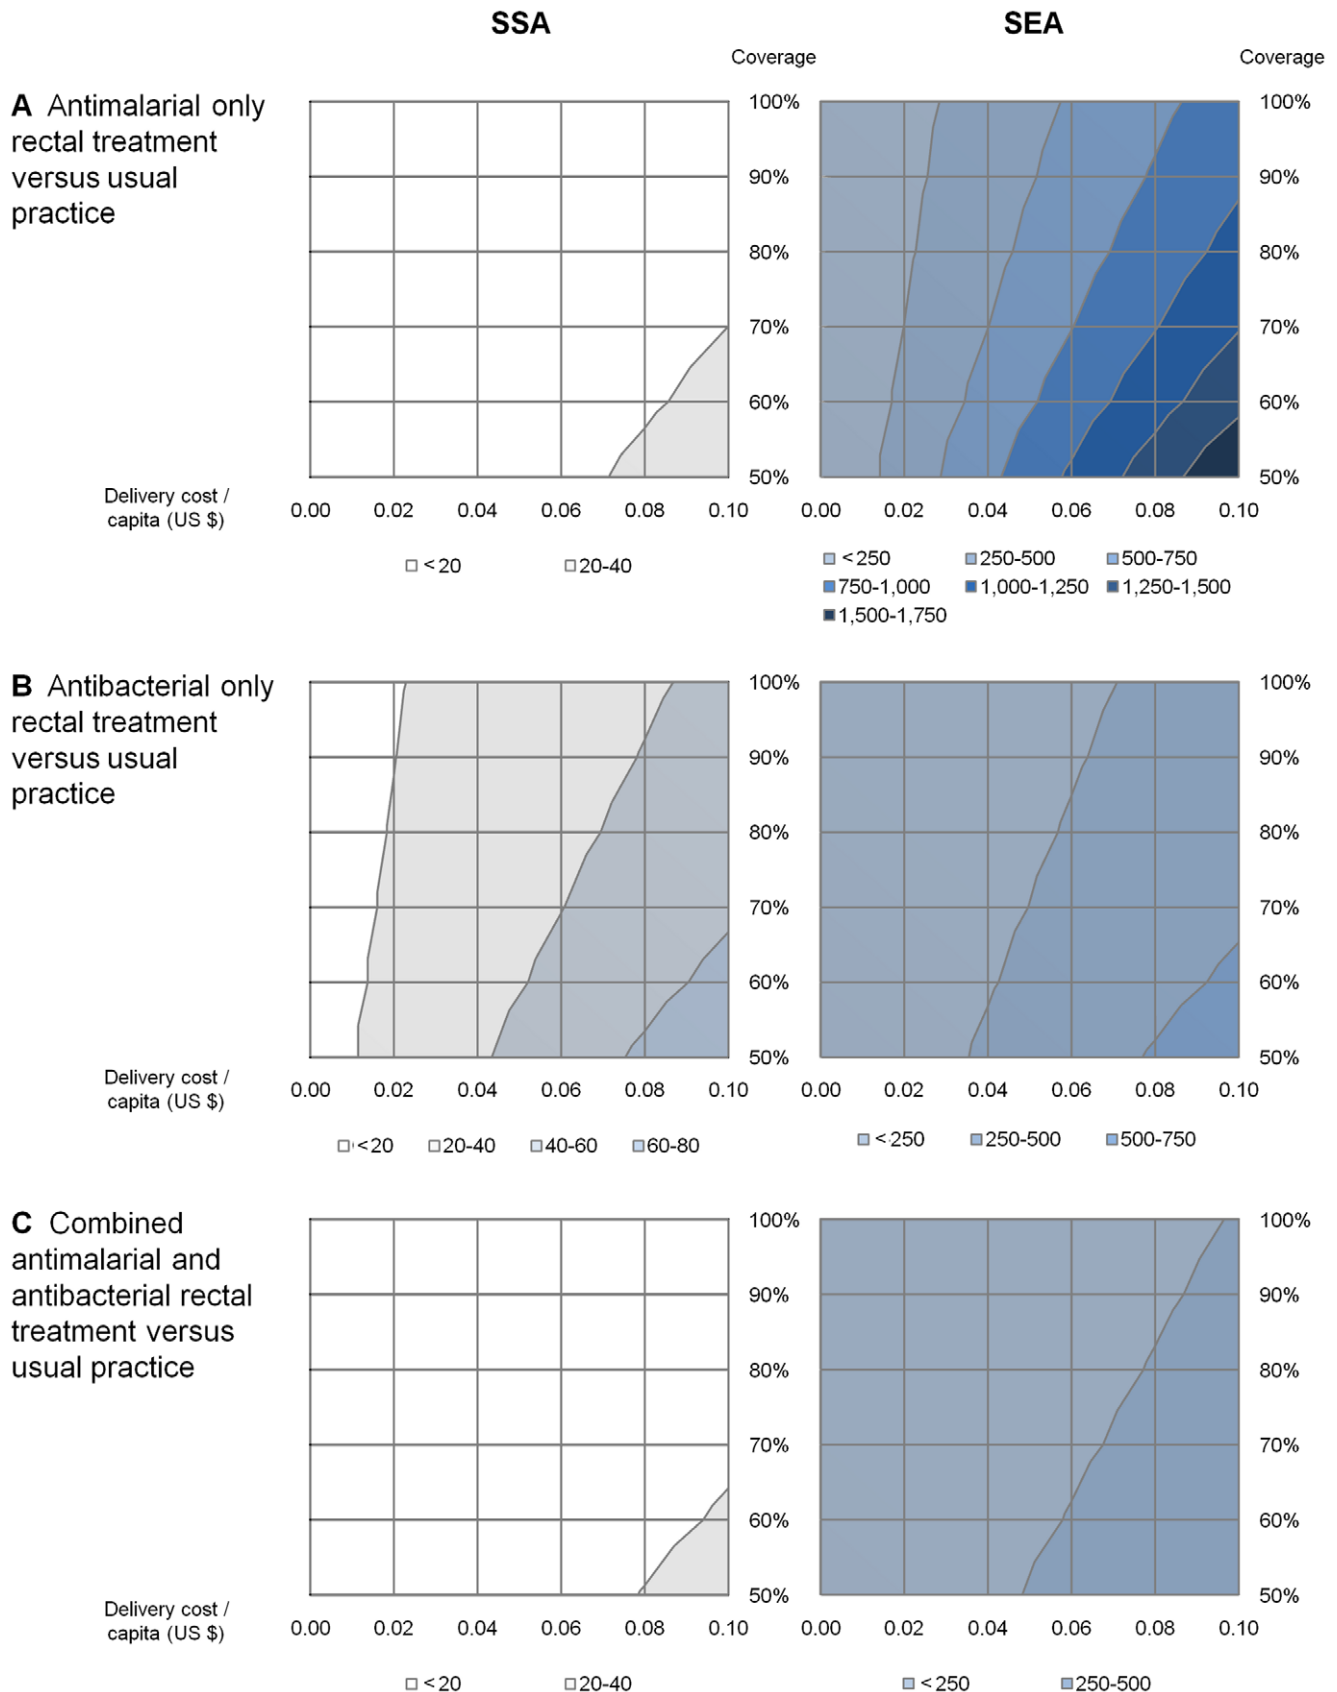 SSA
SEA
Coverage
Coverage
A Antimalarial only
rectal treatment
versus usual
practice
100%
90%
80%
70%
60%
50%
100%
90%
80%
70%
60%
50%
Delivery cost /
capita (US $)
0.00 0.02 0.04 0.06 0.08 0.10
0.00 0.02 0.04 0.06 0.08 0.10
<20 20-40
<250 250-500 500-750
750-1,000 1,000-1,250 1,250-1,500
1,500-1,750
B Antibacterial only
rectal treatment
versus usual
practice
100%
90%
80%
70%
60%
50%
100%
90%
80%
70%
60%
50%
Delivery cost /
capita (US $)
0.00 0.02 0.04 0.06 0.08 0.10
0.00 0.02 0.04 0.06 0.08 0.10
<20 20-40 40-60 60-80
<250 250-500 500-750
C Combined
antimalarial and
antibacterial rectal
treatment versus
usual practice
100%
90%
80%
70%
60%
50%
100%
90%
80%
70%
60%
50%
Delivery cost /
capita (US $)
0.00 0.02 0.04 0.06 0.08 0.10
0.00 0.02 0.04 0.06 0.08 0.10
<20 20-40
<250 250-500